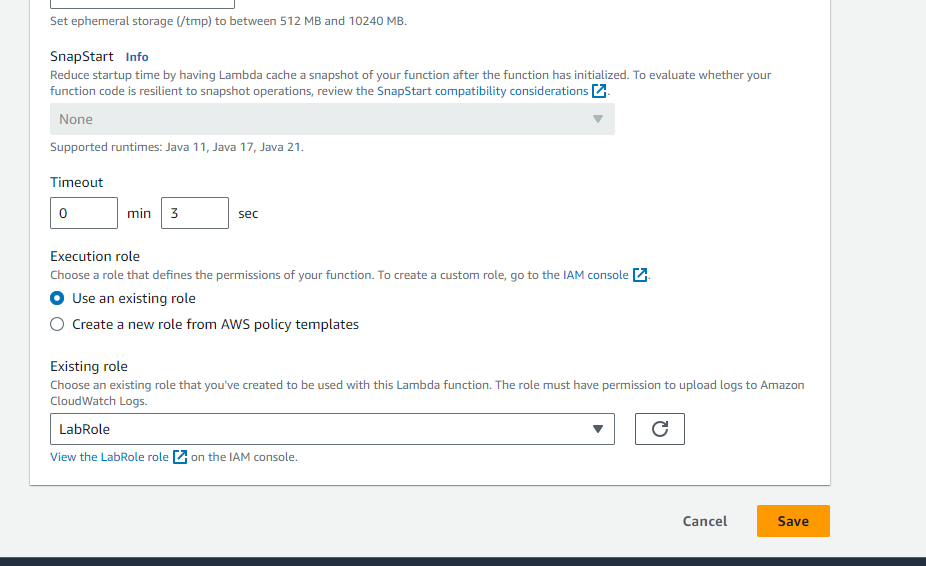 Set ephemeral storage (/tmp) to between 512 MB and 10240 MB.
SnapStart Info
Reduce startup time by having Lambda cache a snapshot of your function after the function has initialized. To evaluate whether your
function code is resilient to snapshot operations, review the SnapStart compatibility considerations.
None
Supported runtimes: Java 11, Java 17, Java 21.
Timeout
0 min 3 sec
Execution role
Choose a role that defines the permissions of your function. To create a custom role, go to the IAM console.
Use an existing role
Create a new role from AWS policy templates
Existing role
Choose an existing role that you've created to be used with this Lambda function. The role must have permission to upload logs to Amazon
CloudWatch Logs.
LabRole
View the LabRole role on the IAM console.
Cancel Save